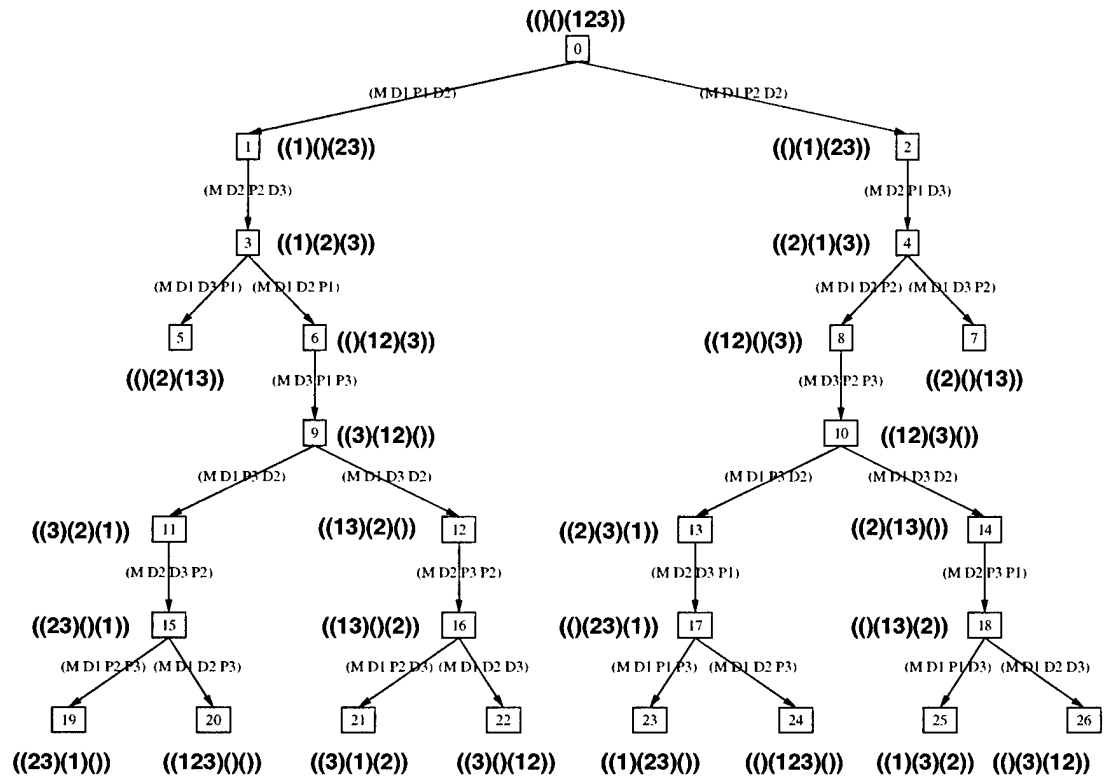 (()()(123))
0
(M D1 P1 D2) (M D1 P2 D2)
1 ((1)()(23)) (()(1)(23)) 2
(M D2 P2 D3) (M D2 P1 D3)
3 ((1)(2)(3)) ((2)(1)(3)) 4
(M D1 D3 P1) (M D1 D2 P1) (M D1 D2 P2) (M D1 D3 P2)
5 6 (()(12)(3)) ((12)()(3)) 8 7
(()(2)(13)) (M D3 P1 P3) (M D3 P2 P3) ((2)()(13))
9 ((3)(12)()) 10 ((12)(3)())
(M D1 P3 D2) (M D1 D3 D2) (M D1 P3 D2) (M D1 D3 D2)
((3)(2)(1)) 11 ((13)(2)()) 12 ((2)(3)(1)) 13 ((2)(13)()) 14
(M D2 D3 P2) (M D2 P3 P2) (M D2 D3 P1) (M D2 P3 P1)
((23)()(1)) 15 ((13)()(2)) 16 (()(23)(1)) 17 (()(13)(2)) 18
(M D1 P2 P3) (M D1 D2 P3) (M D1 P2 D3) (M D1 D2 D3) (M D1 P1 P3) (M D1 D2 P3) (M D1 P1 D3) (M D1 D2 D3)
19 20 21 22 23 24 25 26
((23)(1)()) ((123)()()) ((3)(1)(2)) ((3)()(12)) ((1)(23)()) (()(123)()) ((1)(3)(2)) (()(3)(12))